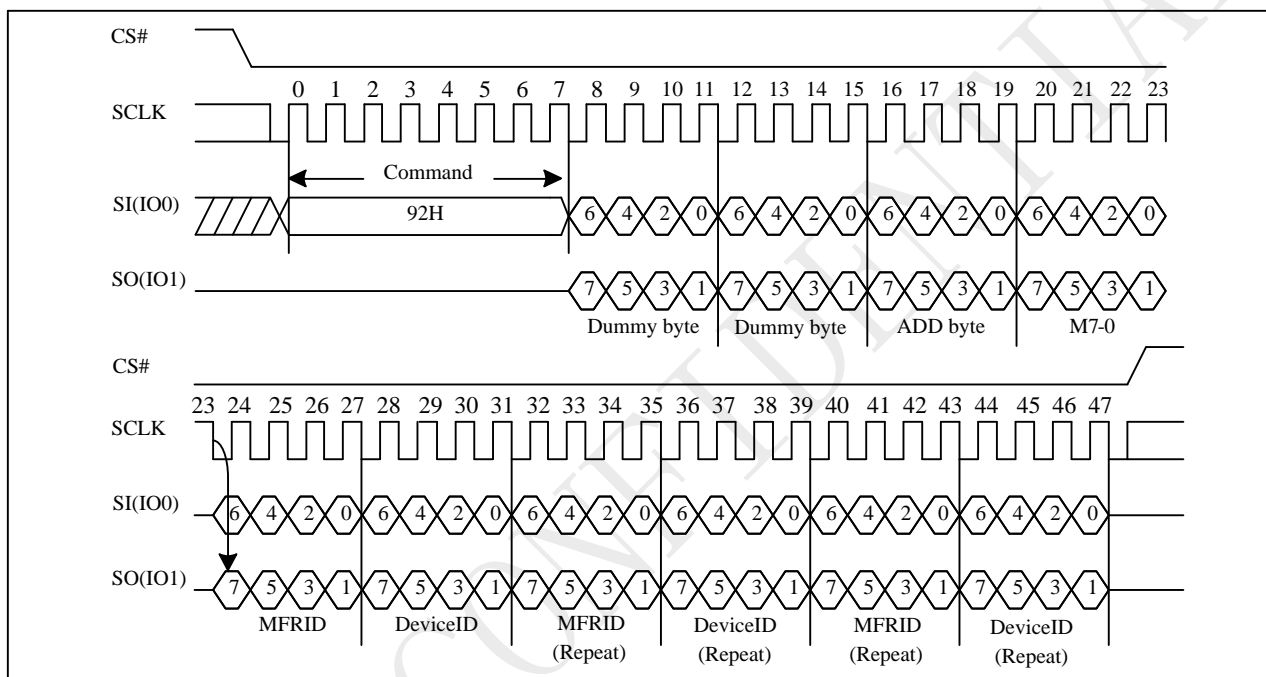 CS#
0 1 2 3 4 5 6 7 8 9 10 11 12 13 14 15 16 17 18 19 20 21 22 23
SCLK
Command
SI(IO0)
92H
6 4 2 0 6 4 2 0 6 4 2 0 6 4 2 0
SO(IO1)
7 5 3 1 7 5 3 1 7 5 3 1 7 5 3 1
Dummy byte Dummy byte ADD byte M7-0
CS#
23 24 25 26 27 28 29 30 31 32 33 34 35 36 37 38 39 40 41 42 43 44 45 46 47
SCLK
SI(IO0)
6 4 2 0 6 4 2 0 6 4 2 0 6 4 2 0 6 4 2 0 6 4 2 0
SO(IO1)
7 5 3 1 7 5 3 1 7 5 3 1 7 5 3 1 7 5 3 1 7 5 3 1
MFRID DeviceID MFRID DeviceID MFRID DeviceID
(Repeat) (Repeat) (Repeat) (Repeat)
CONFIDENTIA